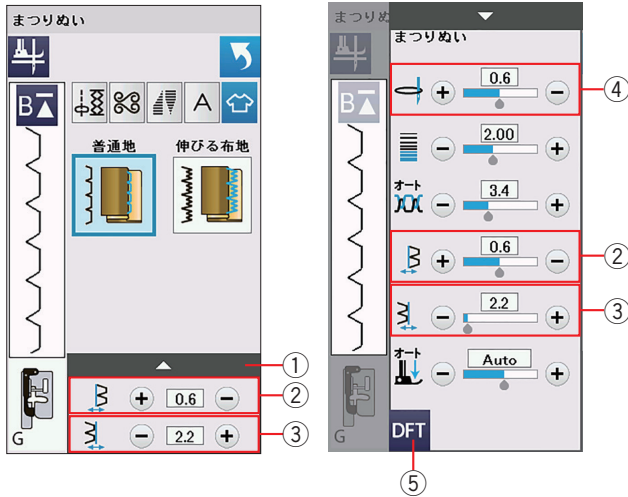 まつりぬい
B
A
普通地
伸びる布地
+ 0.6 −
− 2.2 +
G
①
②
③
まつりぬ
まつりぬい
B
+ 0.6 −
− 2.00 +
オート
− 3.4 +
+ 0.6 −
− 2.2 +
オート
− Auto +
G
DFT
④
②
③
⑤